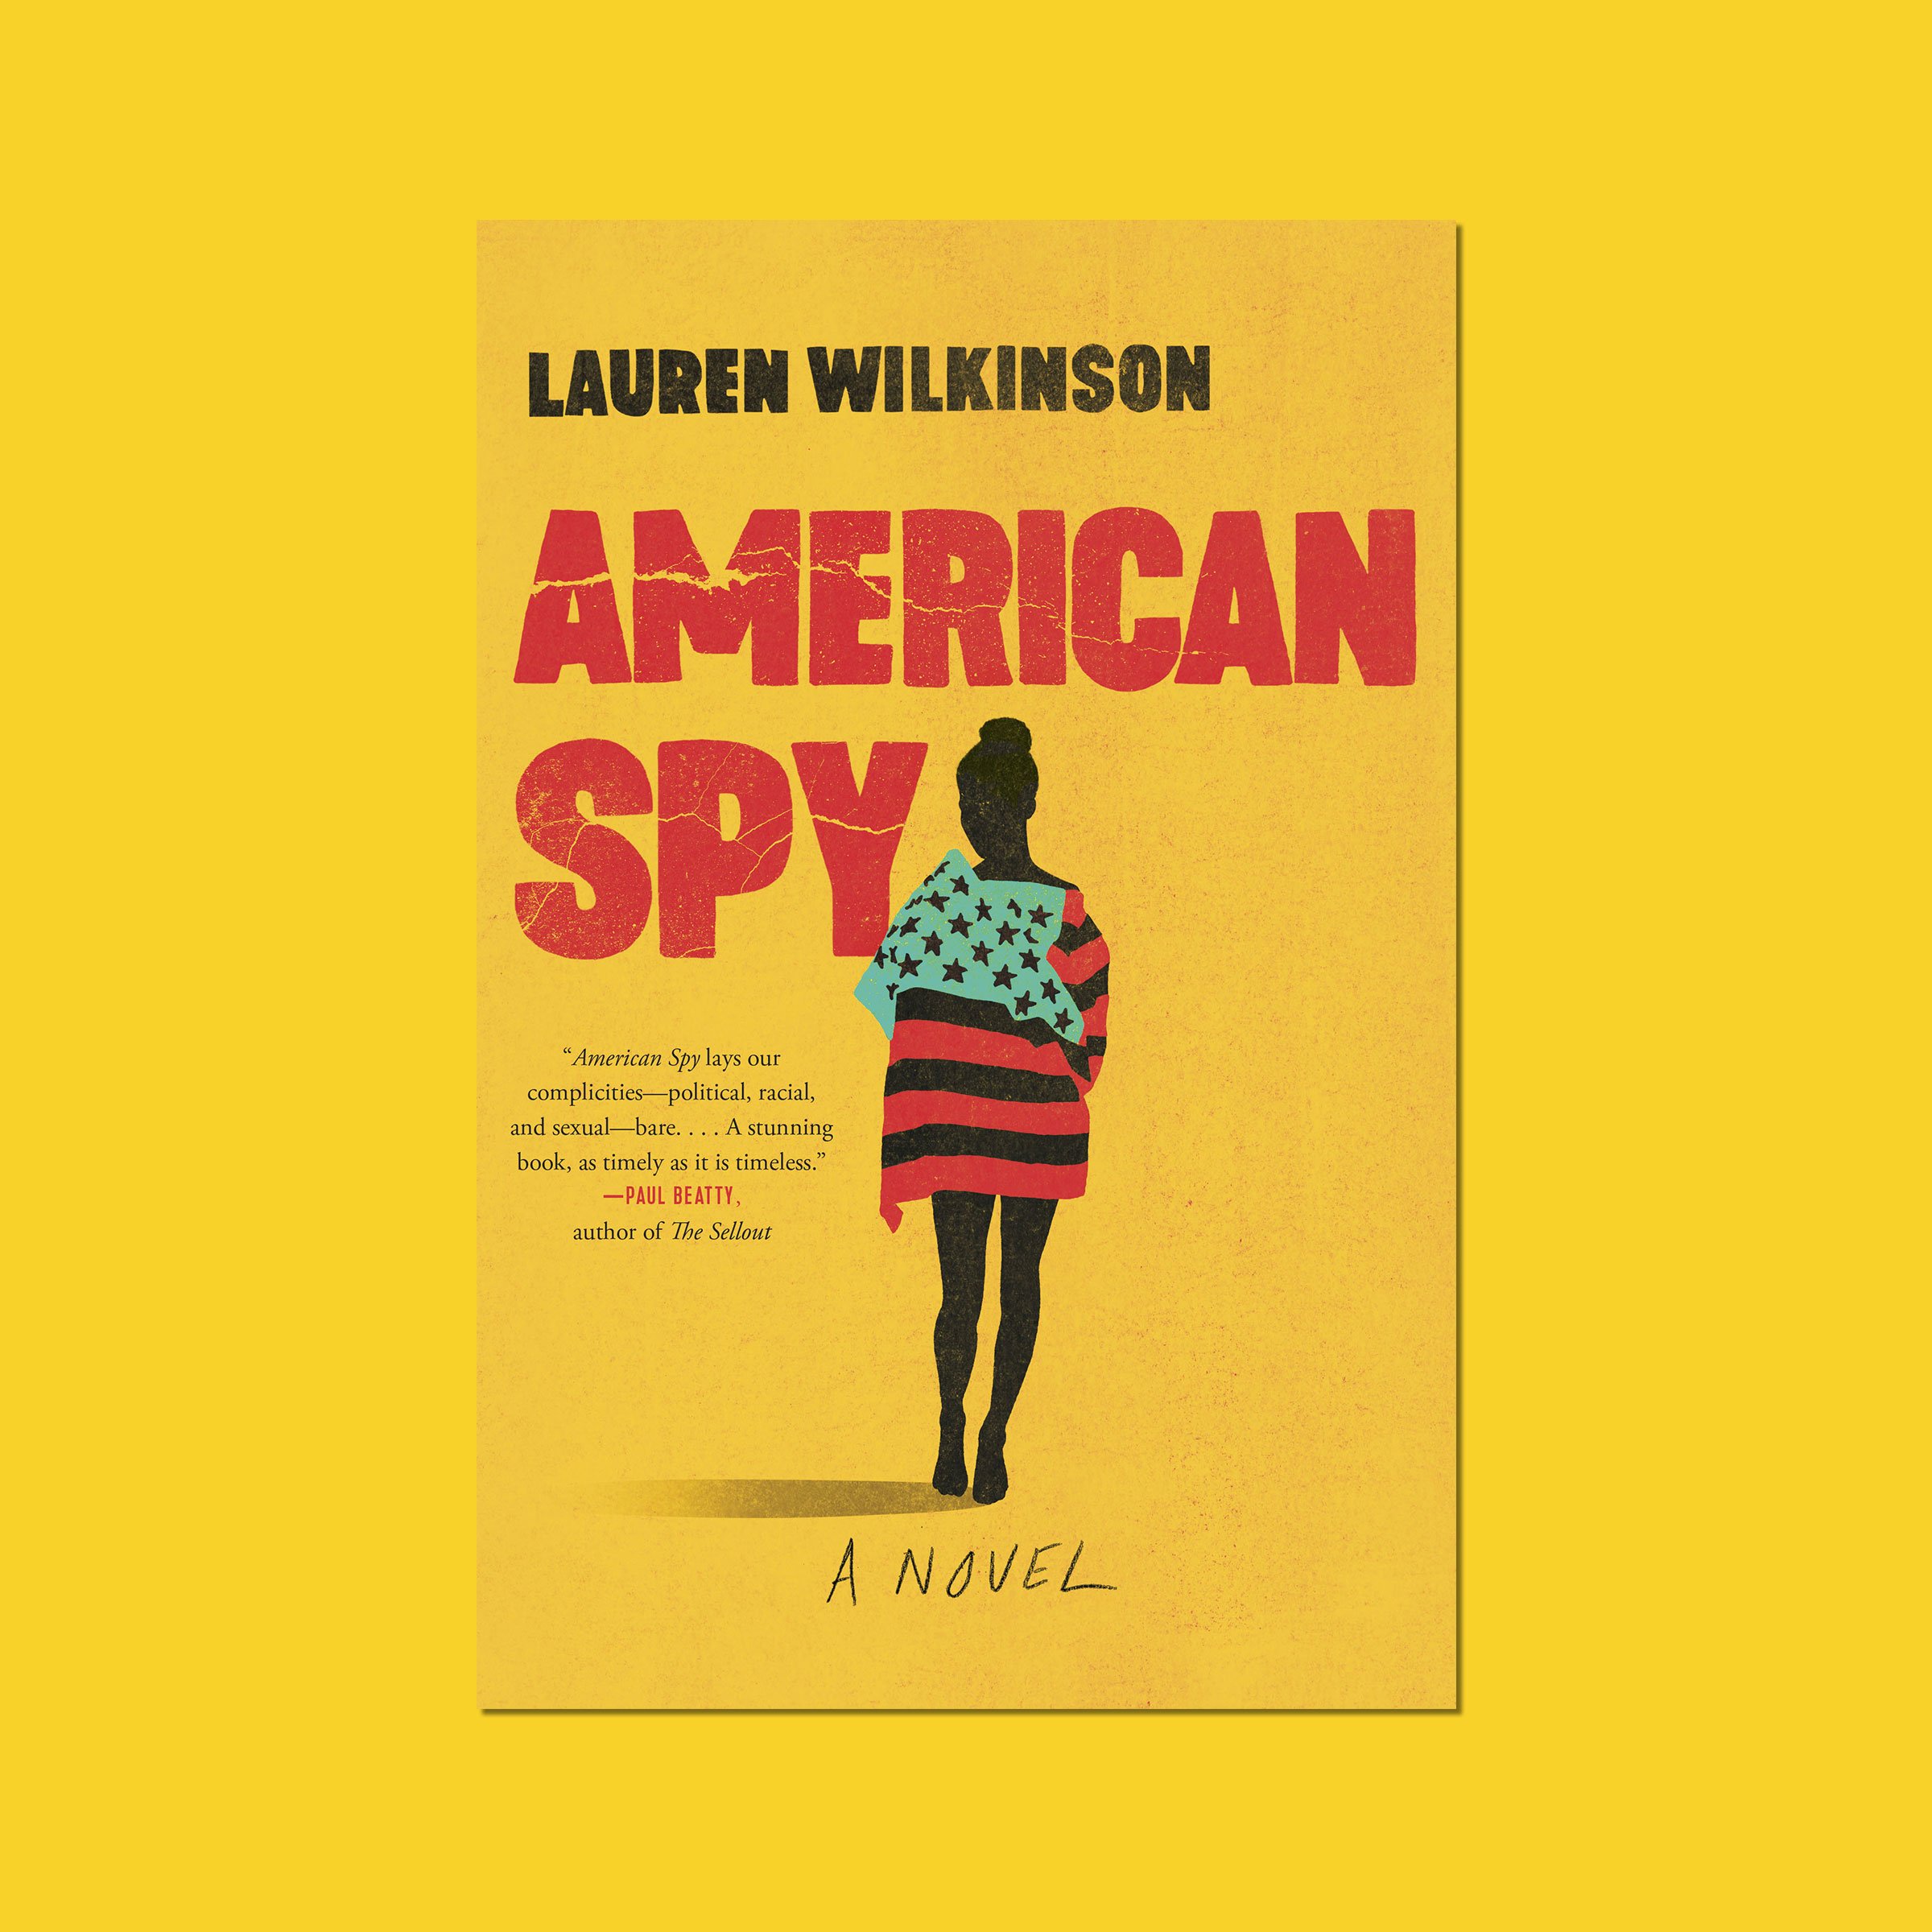 LAUREN WILKINSON
AMERICAN
SPY
“American Spy lays our
complicities—political, racial,
and sexual—bare. . . . A stunning
book, as timely as it is timeless.”
—PAUL BEATTY,
author of The Sellout
A NOVEL